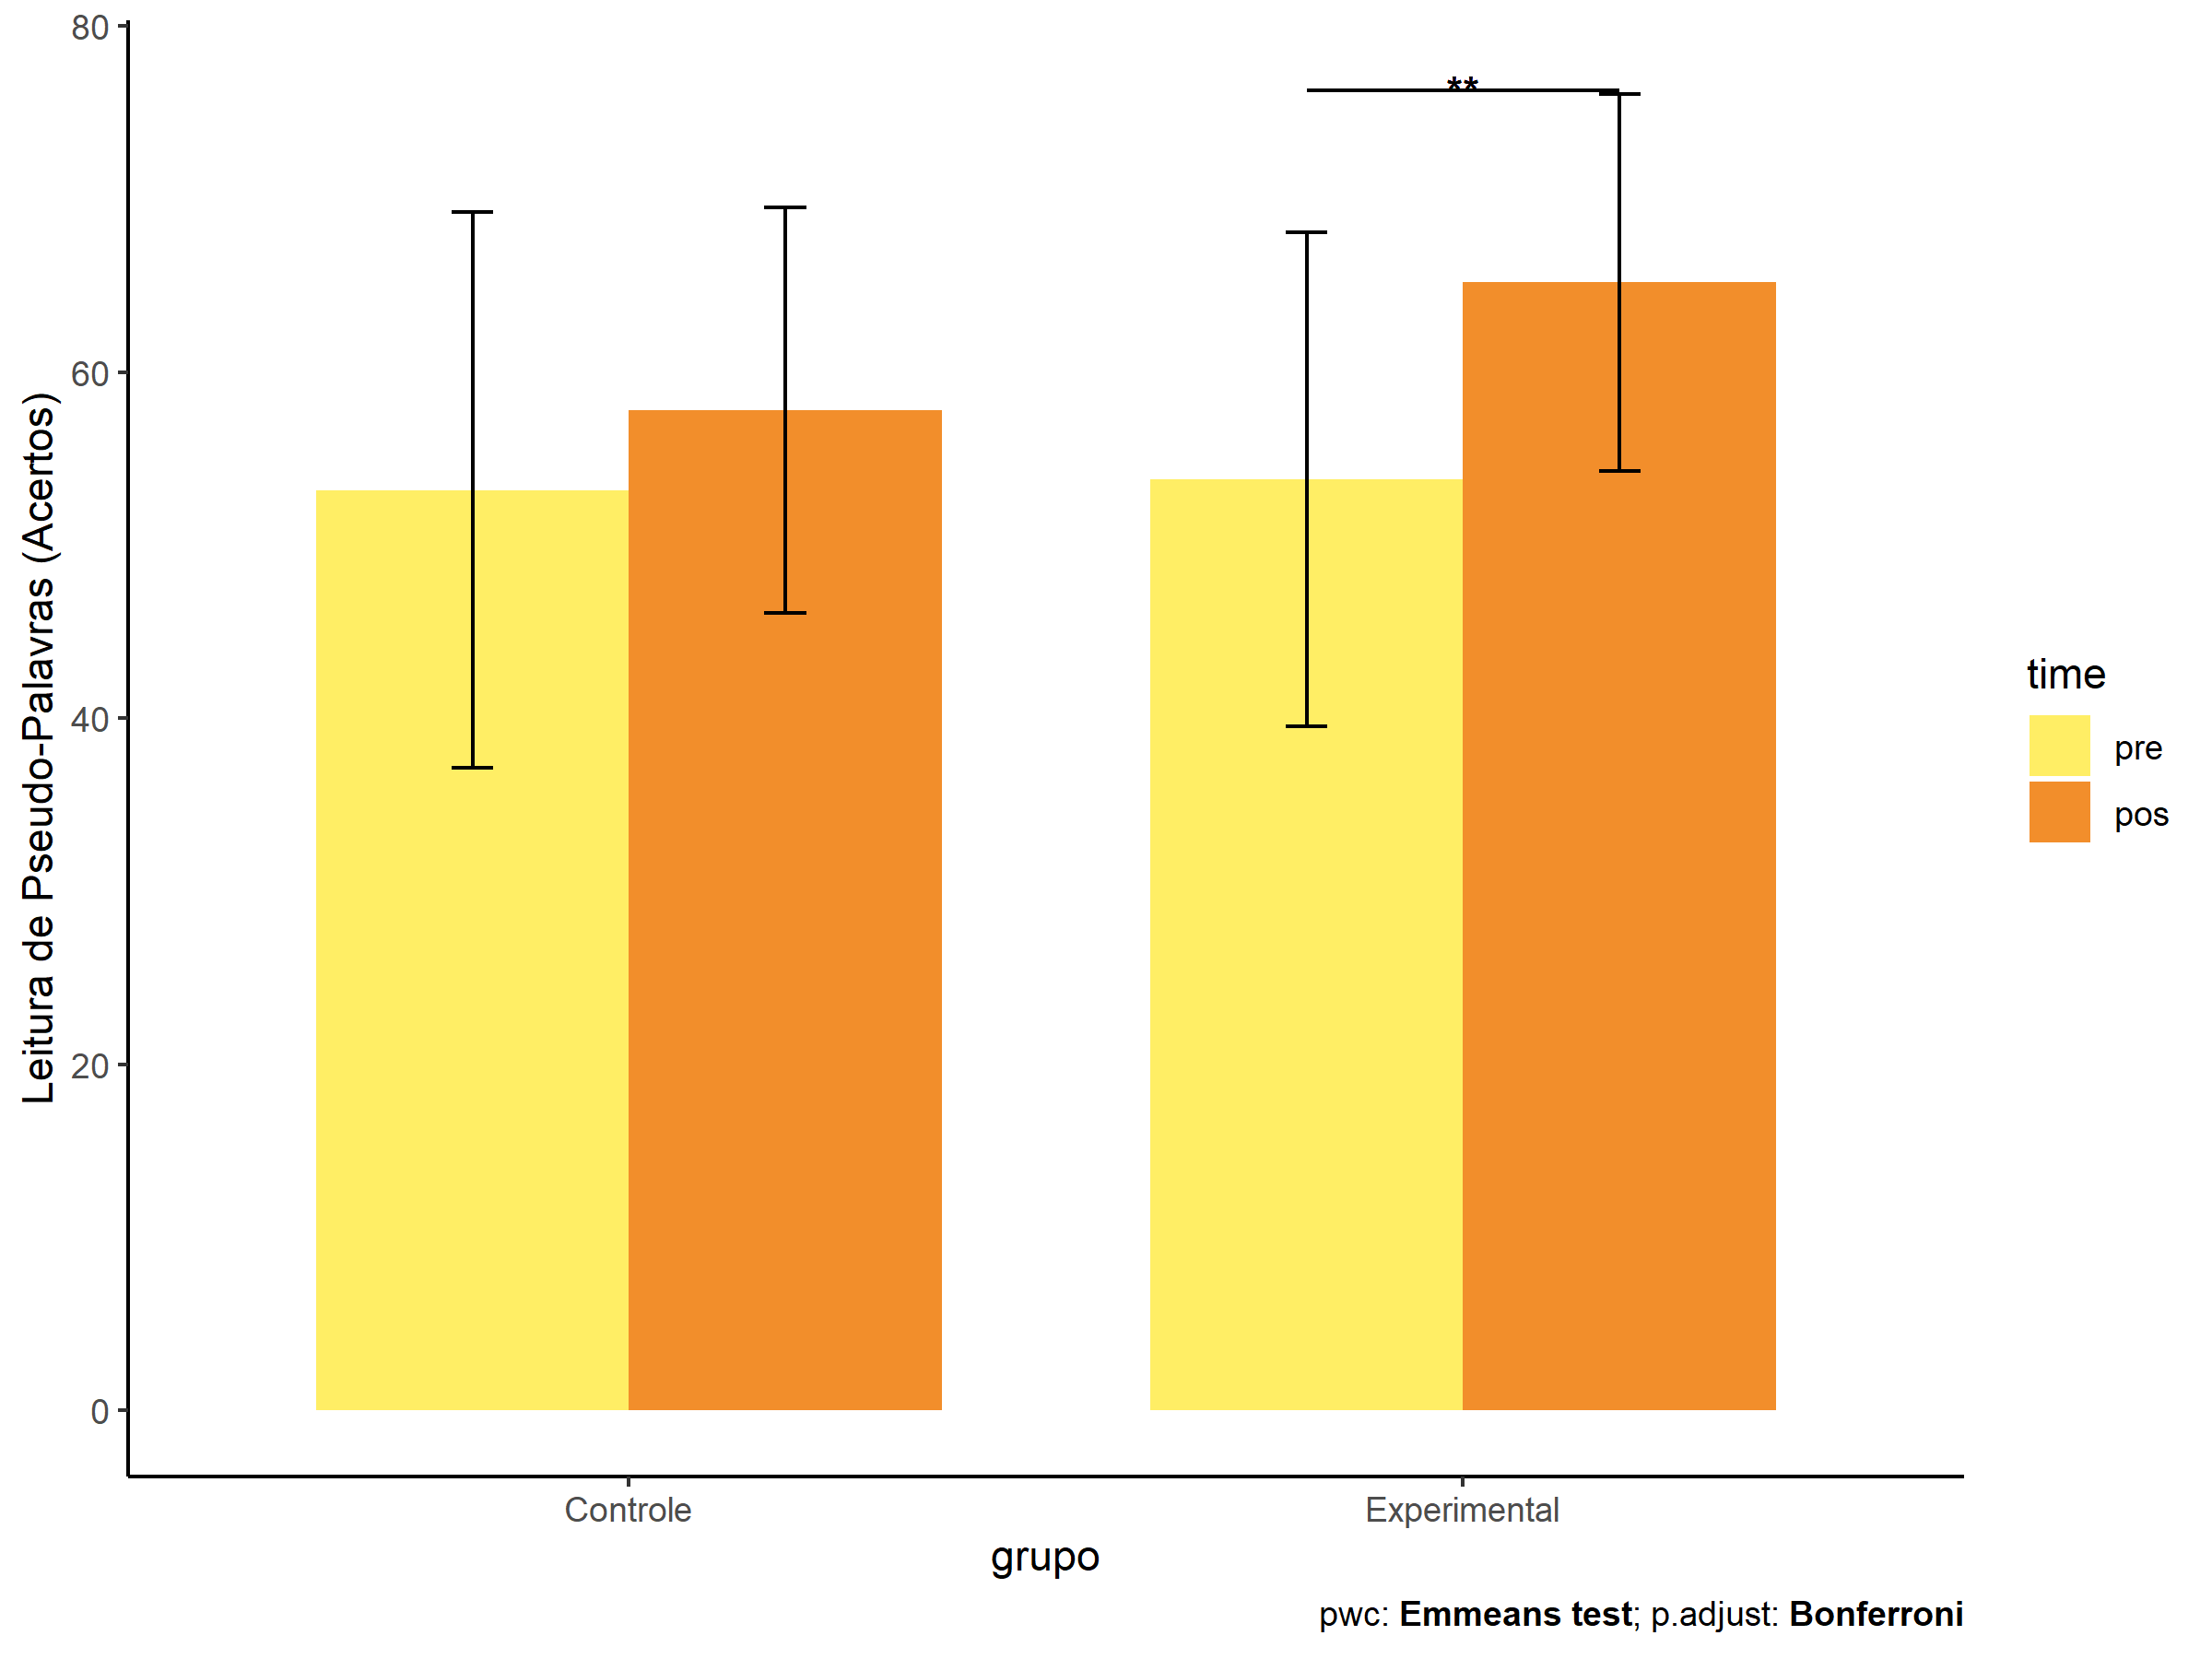 Leitura de Pseudo-Palavras (Acertos)
80
60
40
20
0
**
Controle
Experimental
grupo
time
pre
pos
pwc: Emmeans test; p.adjust: Bonferroni